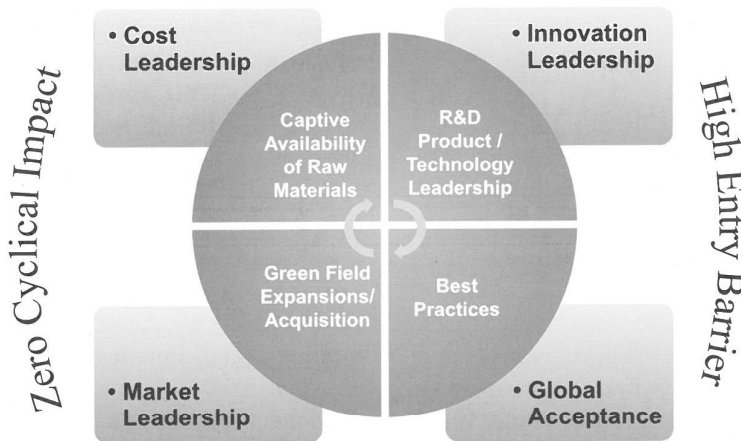 • Cost
Leadership
• Innovation
Leadership
Zero Cyclical Impact
Captive
Availability
of Raw
Materials
R&D
Product /
Technology
Leadership
High Entry Barrier
Green Field
Expansions/
Acquisition
Best
Practices
• Market
Leadership
• Global
Acceptance